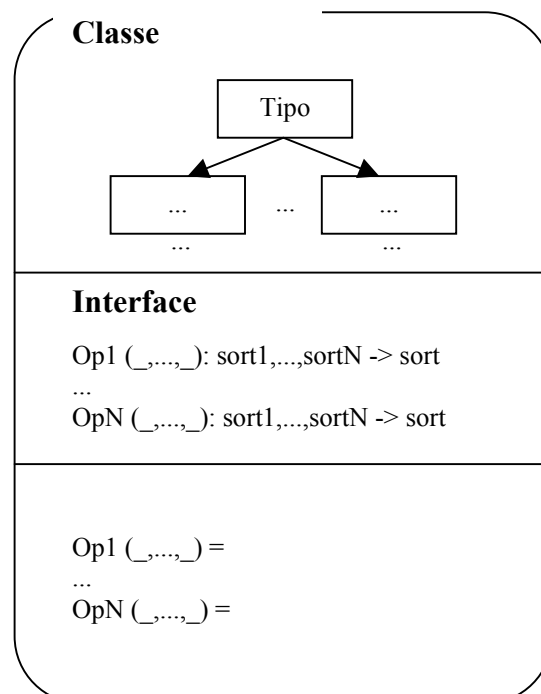 Classe
Tipo
... ... ...
... ...
Interface
Op1 (_,...,_): sort1,...,sortN -> sort
...
OpN (_,...,_): sort1,...,sortN -> sort
Op1 (_,...,_) =
...
OpN (_,...,_) =